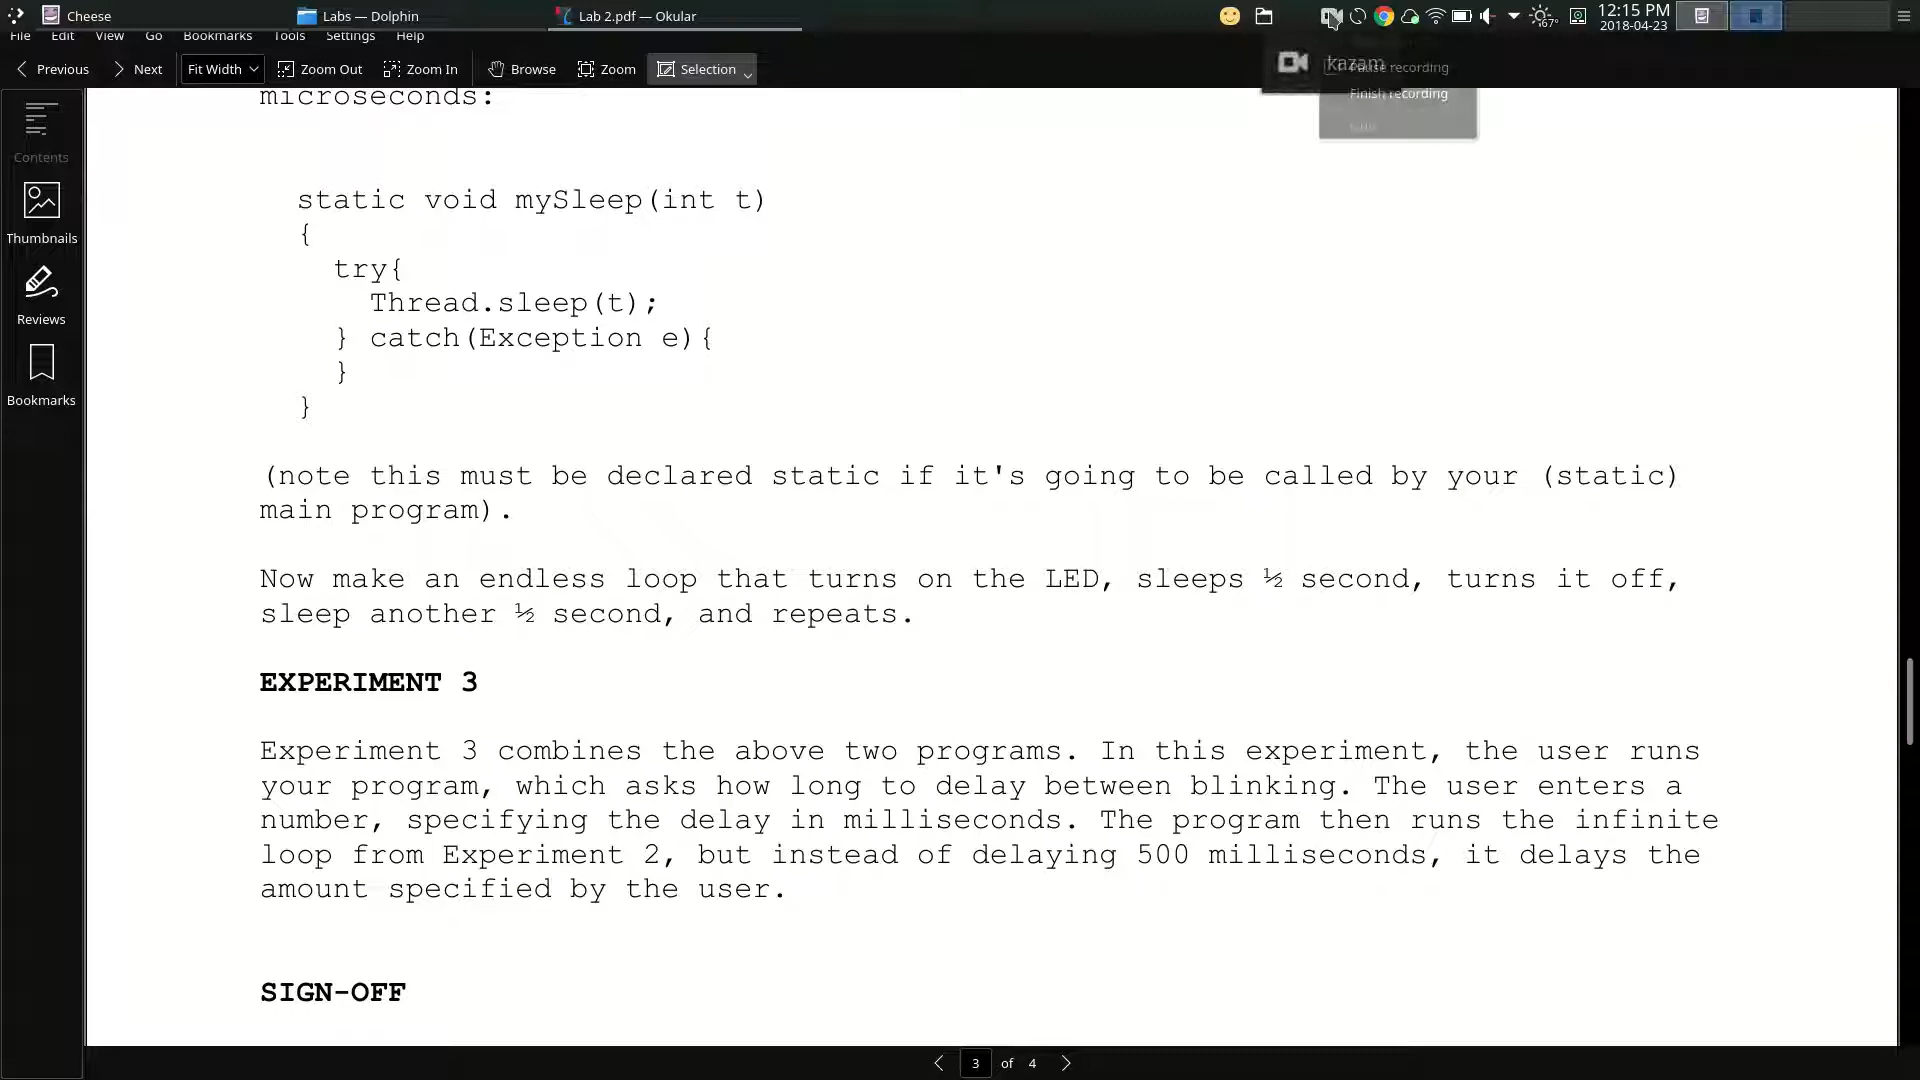 Cheese
Labs — Dolphin
Lab 2.pdf — Okular
67°
12:15 PM
2018-04-23
File Edit View Go Bookmarks Tools Settings Help
Previous Next Fit Width Zoom Out Zoom In Browse Zoom Selection
kazam
Pause recording
Finish recording
Contents
Thumbnails
Reviews
Bookmarks
microseconds:
static void mySleep(int t)
{
try{
Thread.sleep(t);
} catch(Exception e){
}
}
(note this must be declared static if it's going to be called by your (static)
main program).
Now make an endless loop that turns on the LED, sleeps ½ second, turns it off,
sleep another ½ second, and repeats.
EXPERIMENT 3
Experiment 3 combines the above two programs. In this experiment, the user runs
your program, which asks how long to delay between blinking. The user enters a
number, specifying the delay in milliseconds. The program then runs the infinite
loop from Experiment 2, but instead of delaying 500 milliseconds, it delays the
amount specified by the user.
SIGN-OFF
3 of 4